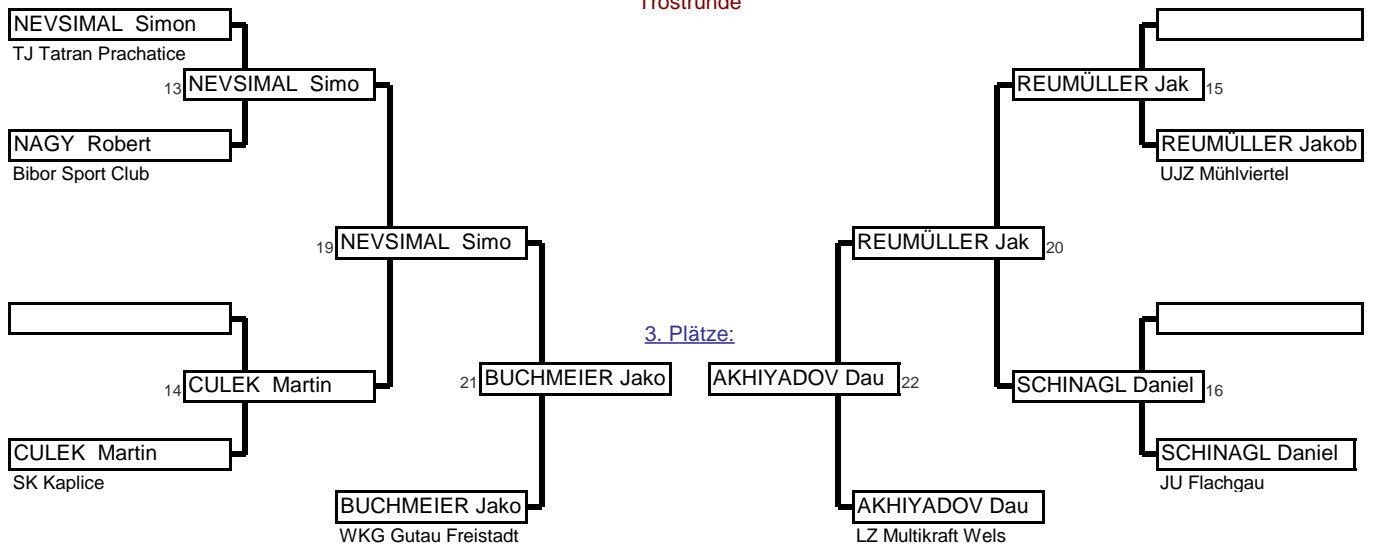 Trostrunde
NEVSIMAL Simon
TJ Tatran Prachatice
13 NEVSIMAL Simo
REUMÜLLER Jak 15
NAGY Robert
Bibor Sport Club
REUMÜLLER Jakob
UJZ Mühlviertel
19 NEVSIMAL Simo
REUMÜLLER Jak 20
3. Plätze:
14 CULEK Martin
21 BUCHMEIER Jako
AKHIYADOV Dau 22
SCHINAGL Daniel 16
CULEK Martin
SK Kaplice
SCHINAGL Daniel
JU Flachgau
BUCHMEIER Jako
WKG Gutau Freistadt
AKHIYADOV Dau
LZ Multikraft Wels